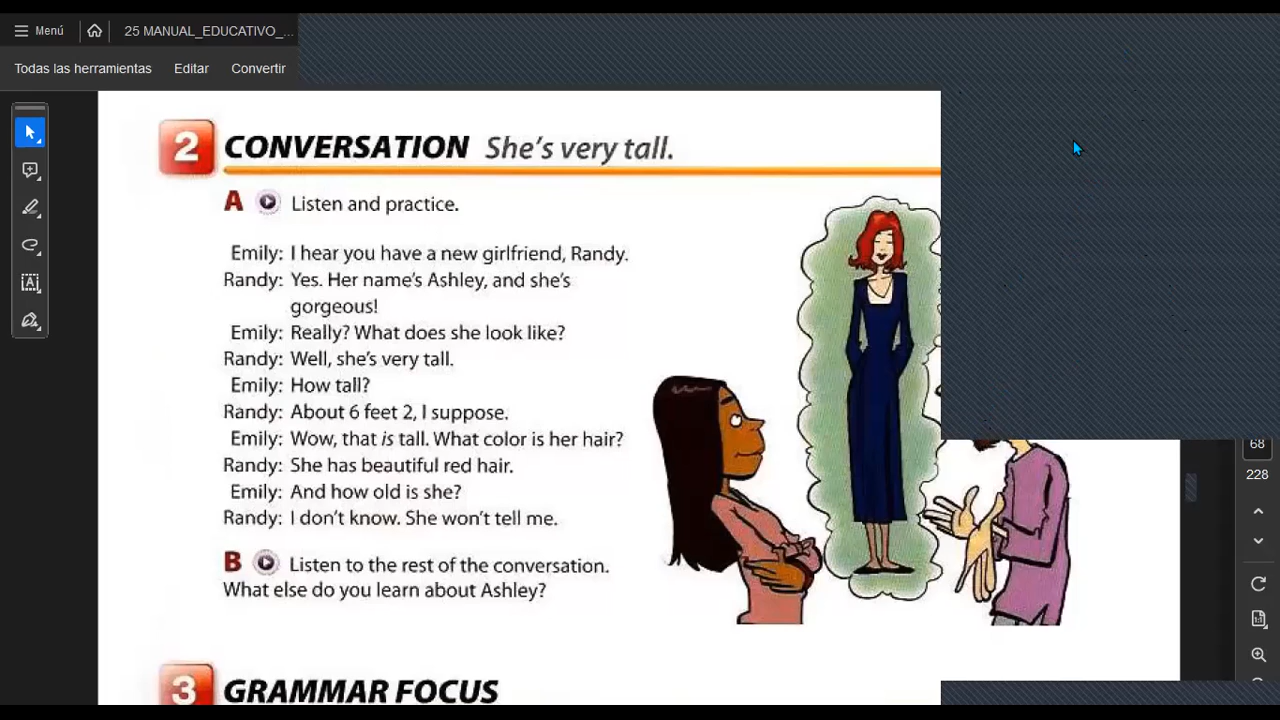 Menú
25 MANUAL_EDUCATIVO_...
Todas las herramientas Editar Convertir
2 CONVERSATION She's very tall.
A Listen and practice.
Emily: I hear you have a new girlfriend, Randy.
Randy: Yes. Her name's Ashley, and she's
gorgeous!
Emily: Really? What does she look like?
Randy: Well, she's very tall.
Emily: How tall?
Randy: About 6 feet 2, I suppose.
Emily: Wow, that is tall. What color is her hair?
Randy: She has beautiful red hair.
Emily: And how old is she?
Randy: I don't know. She won't tell me.
B Listen to the rest of the conversation.
What else do you learn about Ashley?
3 GRAMMAR FOCUS
68
228